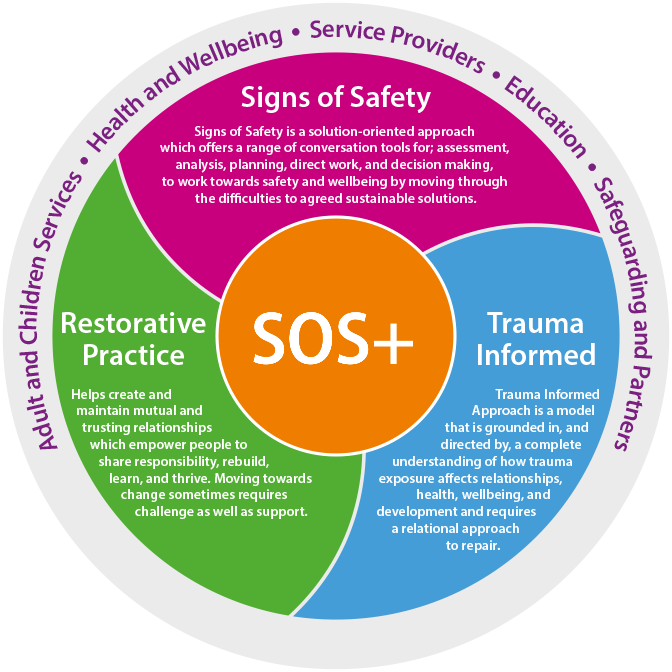 Adult and Children Services • Health and Wellbeing • Service Providers • Education • Safeguarding and Partners
Signs of Safety
Signs of Safety is a solution-oriented approach
which offers a range of conversation tools for; assessment,
analysis, planning, direct work, and decision making,
to work towards safety and wellbeing by moving through
the difficulties to agreed sustainable solutions.
SOS+
Restorative
Practice
Helps create and
maintain mutual and
trusting relationships
which empower people to
share responsibility, rebuild,
learn, and thrive. Moving towards
change sometimes requires
challenge as well as support.
Trauma
Informed
Trauma Informed
Approach is a model
that is grounded in, and
directed by, a complete
understanding of how trauma
exposure affects relationships,
health, wellbeing, and
development and requires
a relational approach
to repair.